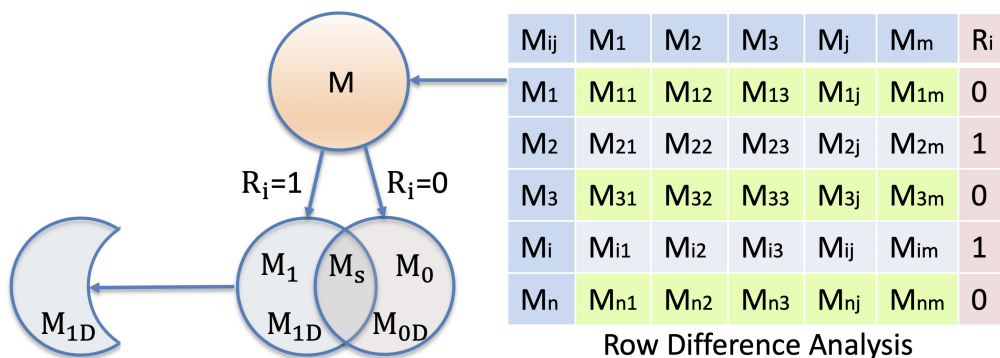 M
Rᵢ=1
Rᵢ=0
M₁
Mₛ
M₀
M₁D
M₁D
M₀D
Mij M1 M2 M3 Mj Mm Ri
M1 M11 M12 M13 M1j M1m 0
M2 M21 M22 M23 M2j M2m 1
M3 M31 M32 M33 M3j M3m 0
Mi Mi1 Mi2 Mi3 Mij Mim 1
Mn Mn1 Mn2 Mn3 Mnj Mnm 0
Row Difference Analysis